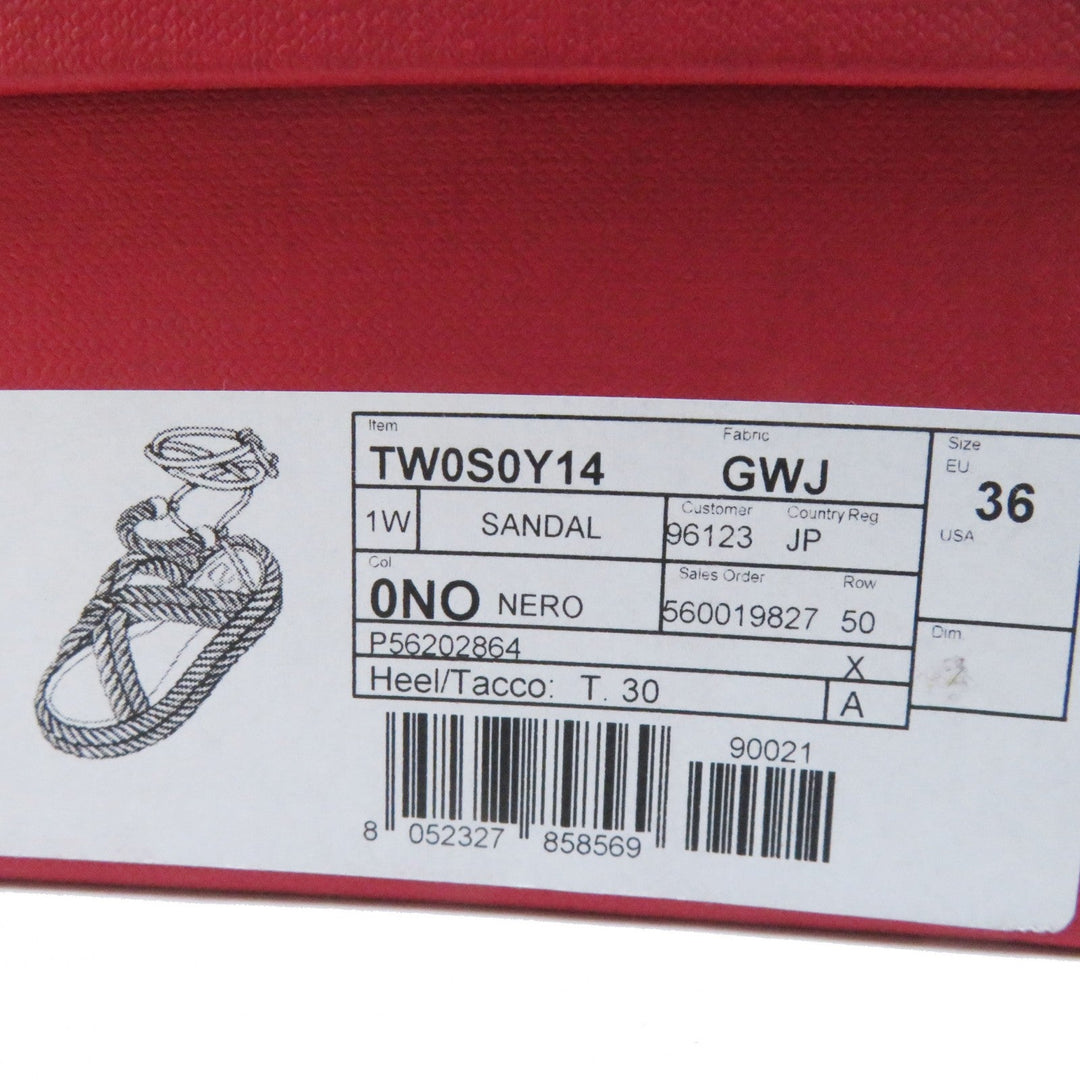 Item Fabric Size
TW0S0Y14 GWJ EU 36
1W SANDAL Customer Country Reg
96123 JP USA
Col Sales Order Row
0NO NERO 560019827 50 Dim.
P56202864 X
Heel/Tacco: T. 30 A
90021
8 052327 858569